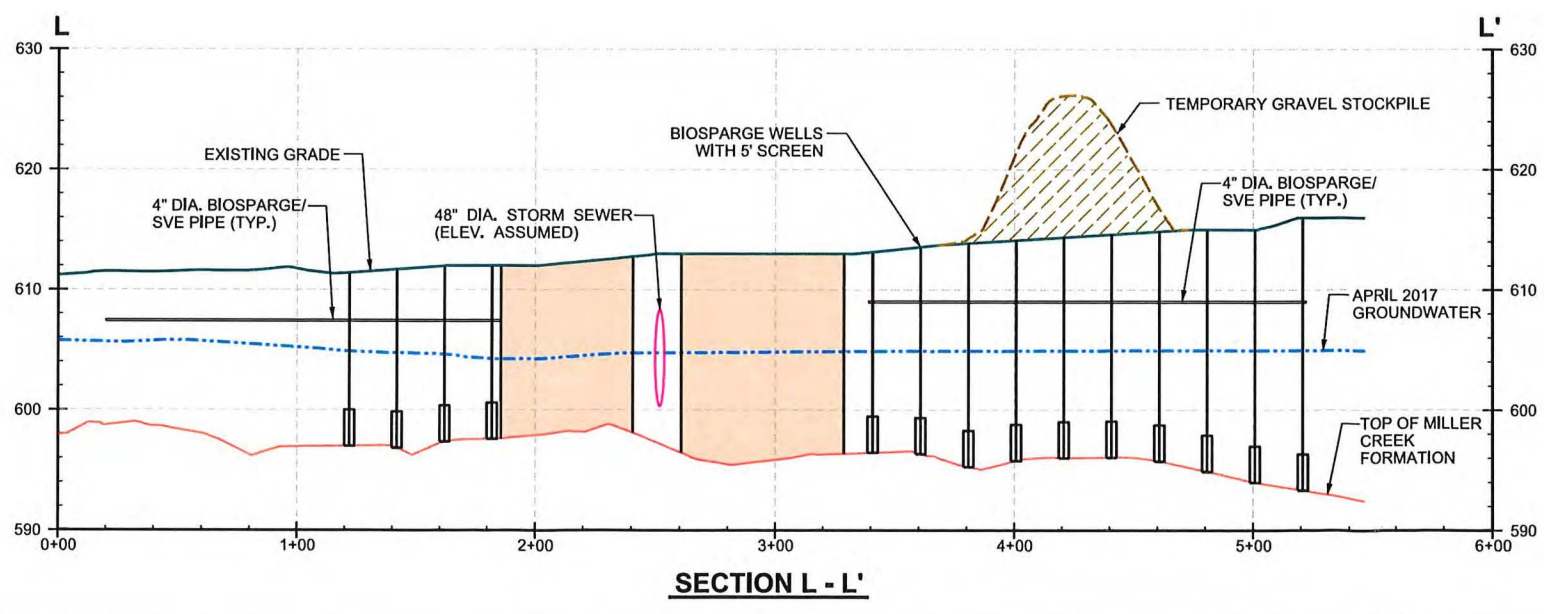 L
L'
630
630
TEMPORARY GRAVEL STOCKPILE
BIOSPARGE WELLS
WITH 5' SCREEN
EXISTING GRADE
620
620
4" DIA. BIOSPARGE/
SVE PIPE (TYP.)
48" DIA. STORM SEWER
(ELEV. ASSUMED)
4" DIA. BIOSPARGE/
SVE PIPE (TYP.)
610
610
APRIL 2017
GROUNDWATER
600
600
TOP OF MILLER
CREEK
FORMATION
590
590
0+00
1+00
2+00
3+00
4+00
5+00
6+00
SECTION L - L'